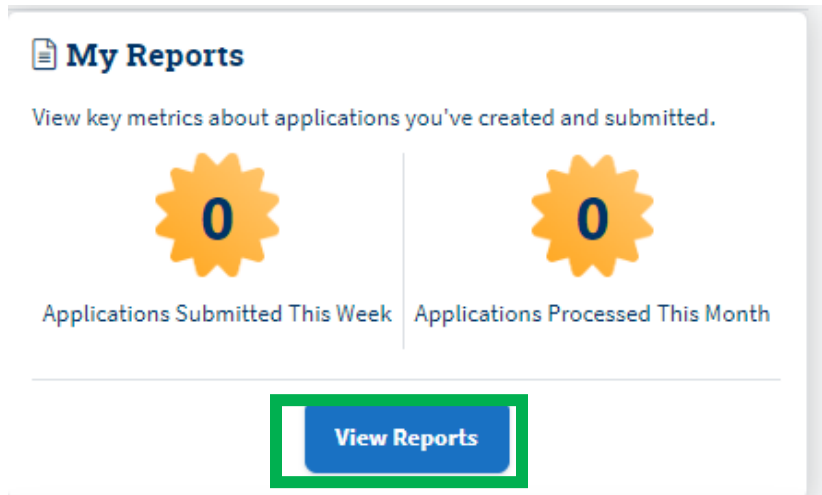 My Reports
View key metrics about applications you've created and submitted.
0
0
Applications Submitted This Week
Applications Processed This Month
View Reports